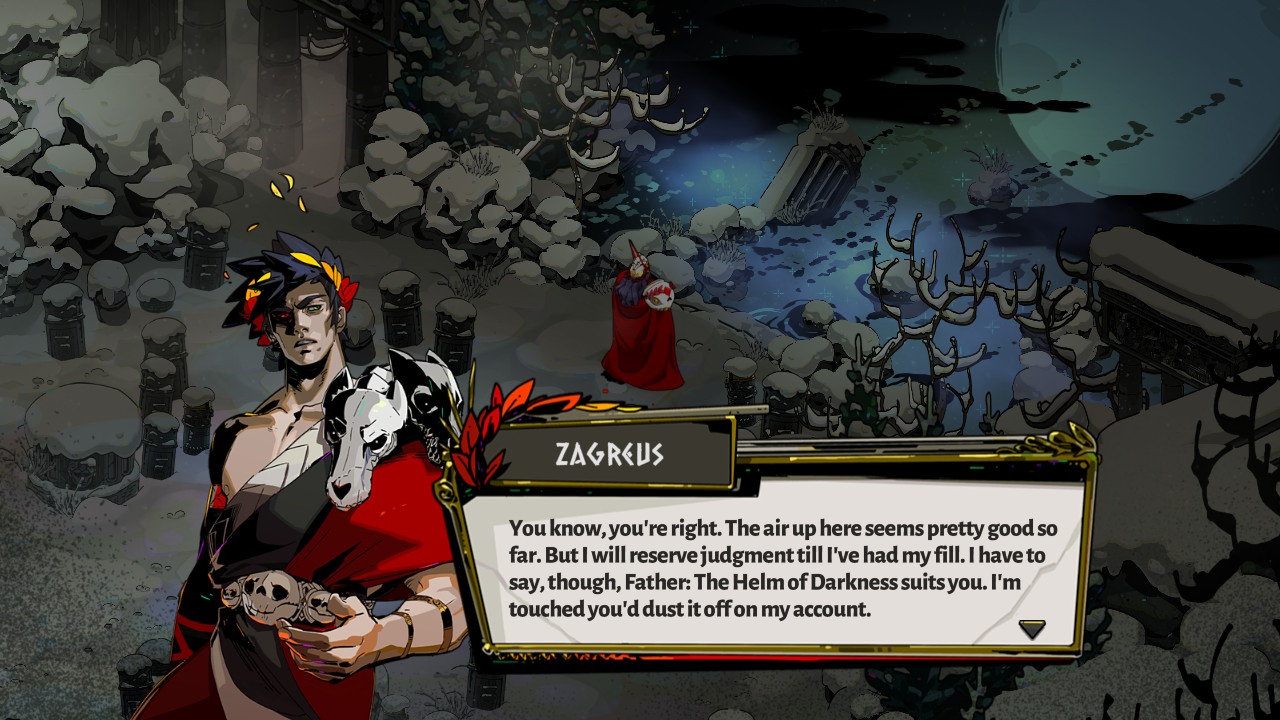 ZAGREUS
You know, you're right. The air up here seems pretty good so
far. But I will reserve judgment till I've had my fill. I have to
say, though, Father: The Helm of Darkness suits you. I'm
touched you'd dust it off on my account.